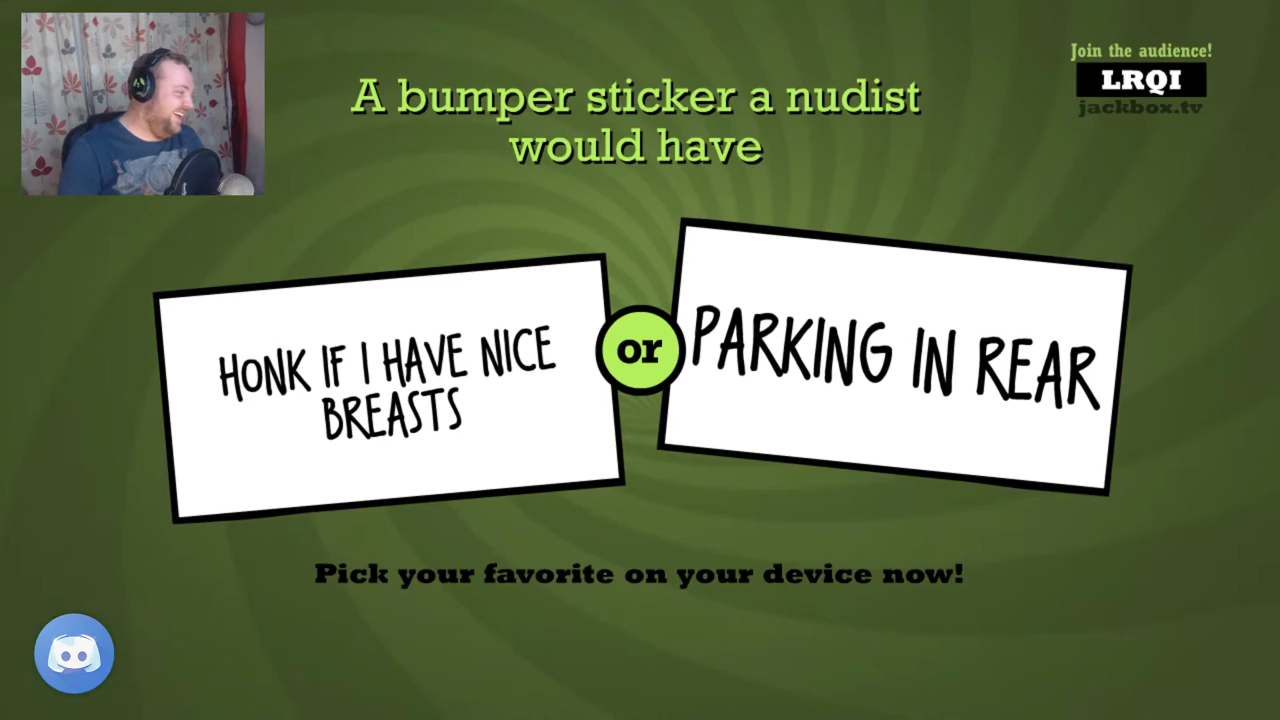 Join the audience!
LRQI
jackbox.tv
A bumper sticker a nudist
would have
HONK IF I HAVE NICE
BREASTS
or
PARKING IN REAR
Pick your favorite on your device now!